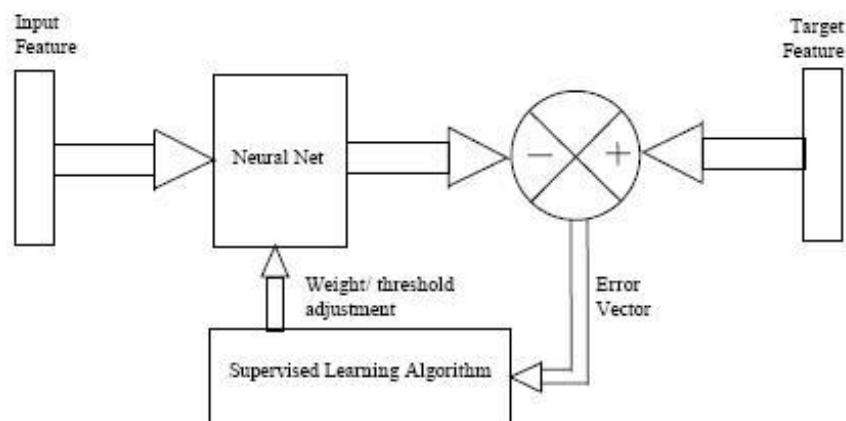 Input
Feature
Target
Feature
Neural Net
−
+
Weight/ threshold
adjustment
Error
Vector
Supervised Learning Algorithm